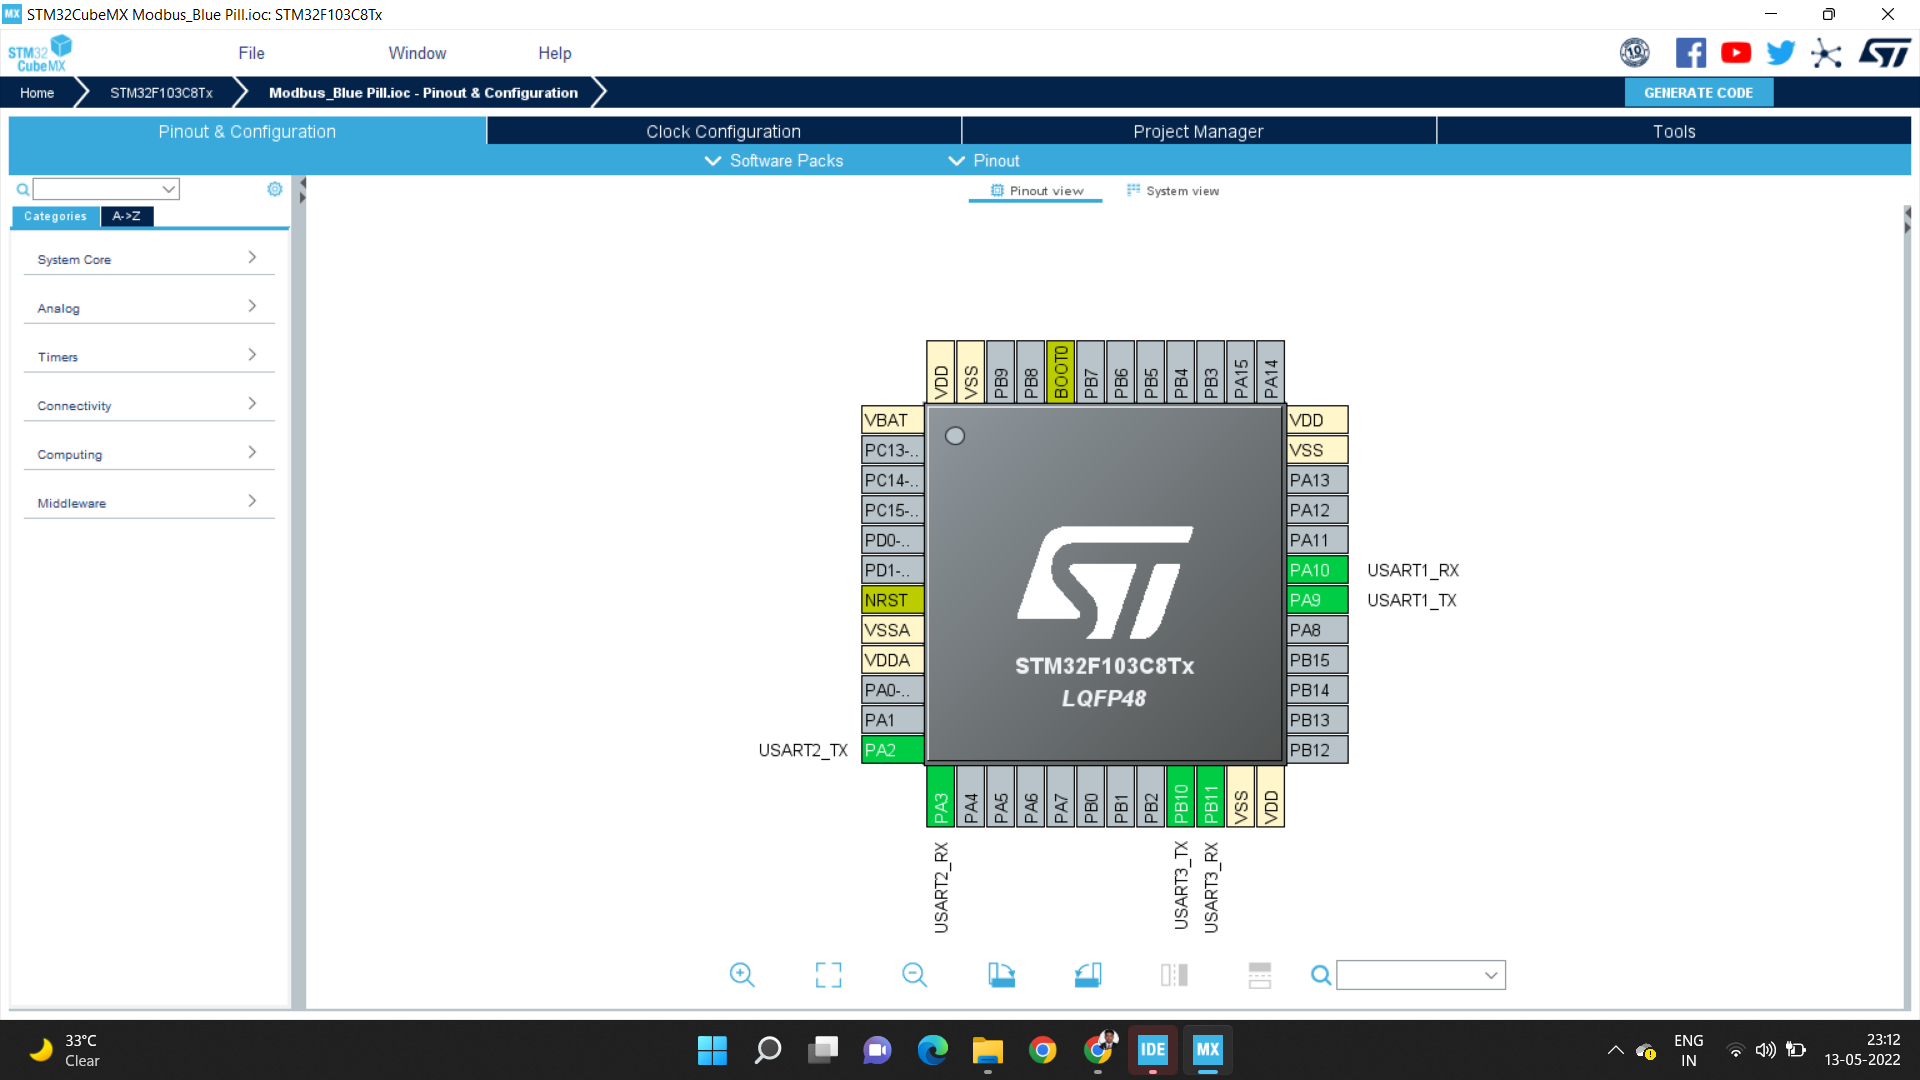 MX STM32CubeMX Modbus_Blue Pill.ioc: STM32F103C8Tx
STM32 CubeMX
File Window Help
10
ST
Home STM32F103C8Tx Modbus_Blue Pill.ioc - Pinout & Configuration GENERATE CODE
Pinout & Configuration Clock Configuration Project Manager Tools
Software Packs Pinout
Pinout view System view
Categories A->Z
System Core
Analog
Timers
Connectivity
Computing
Middleware
VDD VSS PB9 PB8 BOOT0 PB7 PB6 PB5 PB4 PB3 PA15 PA14
VBAT VDD
PC13-.. VSS
PC14-.. PA13
PC15-.. PA12
PD0-.. PA11
PD1-.. PA10 USART1_RX
NRST PA9 USART1_TX
VSSA PA8
VDDA PB15
PA0-.. PB14
PA1 PB13
USART2_TX PA2 PB12
ST
STM32F103C8Tx
LQFP48
PA3 PA4 PA5 PA6 PA7 PB0 PB1 PB2 PB10 PB11 VSS VDD
USART2_RX USART3_TX USART3_RX
33°C
Clear
IDE MX
ENG
IN
23:12
13-05-2022